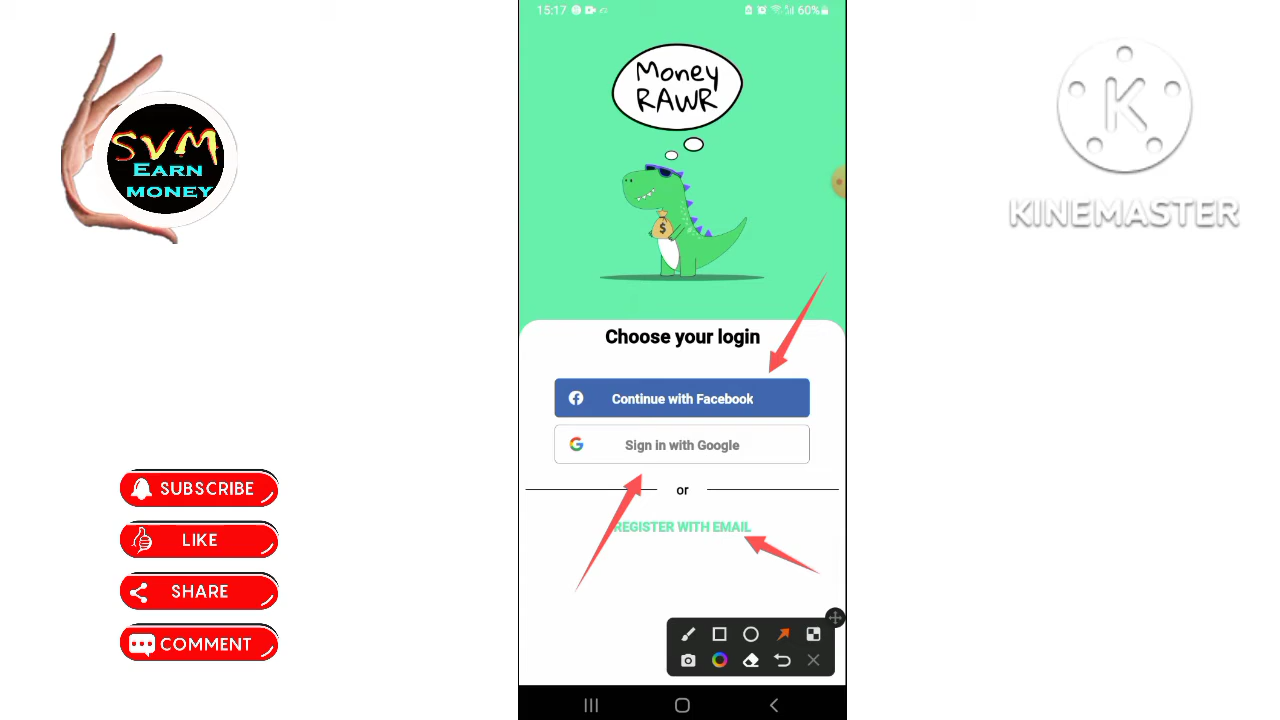 SVM
EARN
MONEY
SUBSCRIBE
LIKE
SHARE
COMMENT
15:17
60%
Money
RAWR
Choose your login
Continue with Facebook
Sign in with Google
or
REGISTER WITH EMAIL
K
KINEMASTER